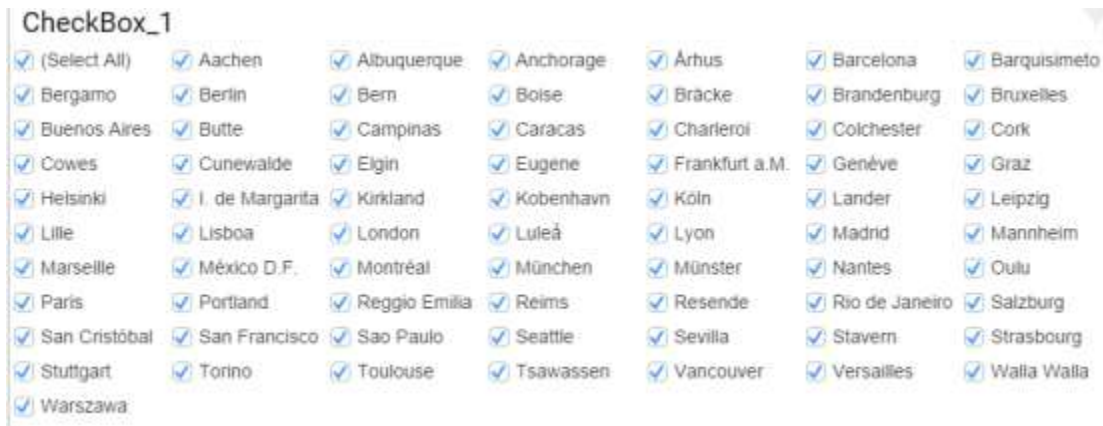 CheckBox_1
(Select All) Aachen Albuquerque Anchorage Århus Barcelona Barquisimeto
Bergamo Berlin Bern Boise Bräcke Brandenburg Bruxelles
Buenos Aires Butte Campinas Caracas Charleroi Colchester Cork
Cowes Cunewalde Elgin Eugene Frankfurt a.M. Genève Graz
Helsinki I. de Margarita Kirkland Kobenhavn Köln Lander Leipzig
Lille Lisboa London Luleå Lyon Madrid Mannheim
Marseille México D.F. Montréal München Münster Nantes Oulu
Paris Portland Reggio Emilia Reims Resende Rio de Janeiro Salzburg
San Cristóbal San Francisco Sao Paulo Seattle Sevilla Stavern Strasbourg
Stuttgart Torino Toulouse Tsawassen Vancouver Versailles Walla Walla
Warszawa